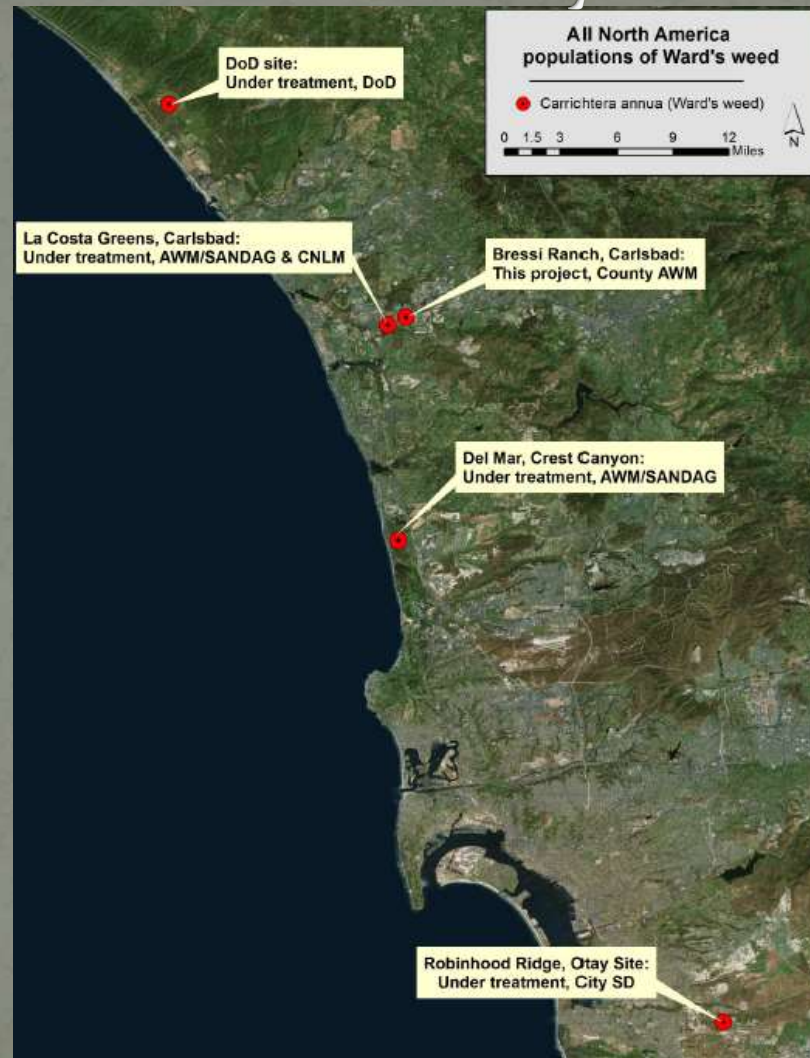 All North America
populations of Ward's weed
Carrichtera annua (Ward's weed)
0 1.5 3 6 9 12
Miles
N
DoD site:
Under treatment, DoD
La Costa Greens, Carlsbad:
Under treatment, AWM/SANDAG & CNLM
Bressi Ranch, Carlsbad:
This project, County AWM
Del Mar, Crest Canyon:
Under treatment, AWM/SANDAG
Robinhood Ridge, Otay Site:
Under treatment, City SD